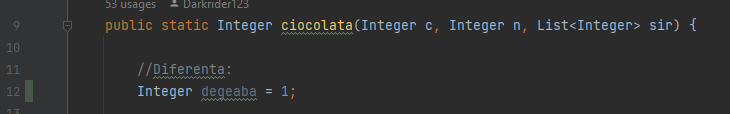 53 usages Darkrider123
9 public static Integer ciocolata(Integer c, Integer n, List<Integer> sir) {
10
11 //Diferenta:
12 Integer degeaba = 1;
13